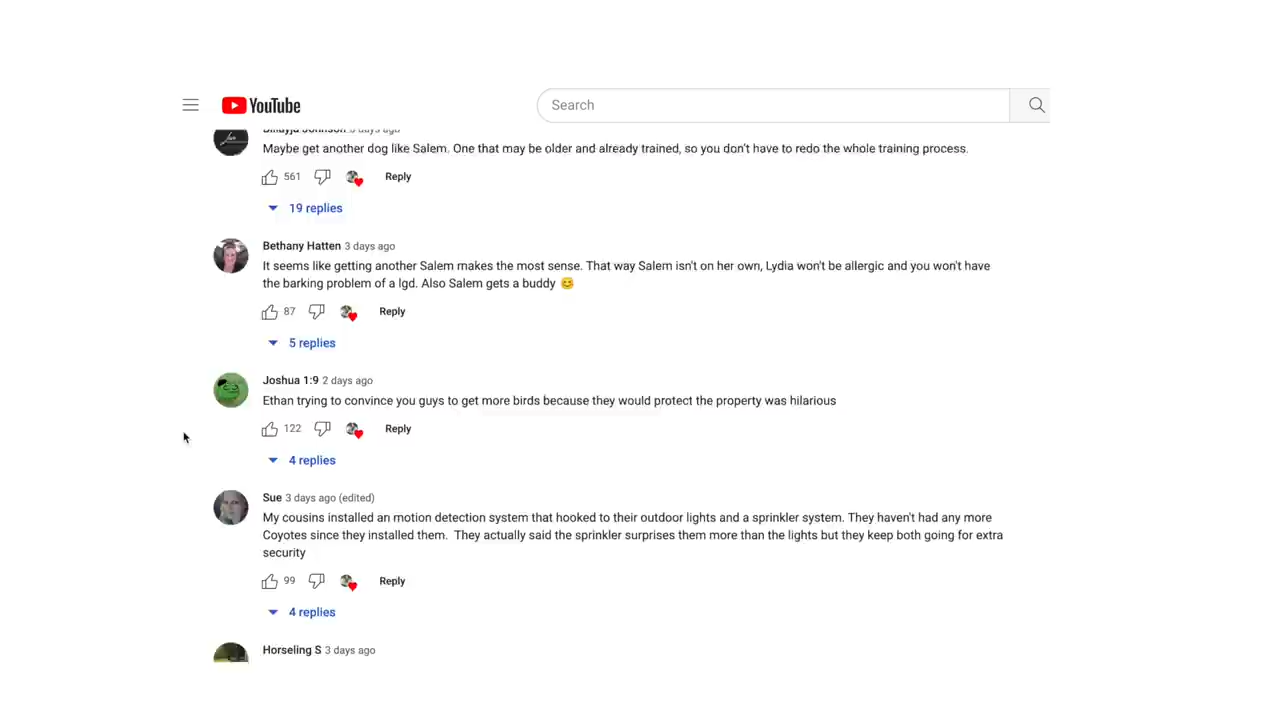 YouTube
Search
Johnson 3 days ago
Maybe get another dog like Salem. One that may be older and already trained, so you don't have to redo the whole training process.
561 Reply
19 replies
Bethany Hatten 3 days ago
It seems like getting another Salem makes the most sense. That way Salem isn't on her own, Lydia won't be allergic and you won't have
the barking problem of a lgd. Also Salem gets a buddy 😊
87 Reply
5 replies
Joshua 1:9 2 days ago
Ethan trying to convince you guys to get more birds because they would protect the property was hilarious
122 Reply
4 replies
Sue 3 days ago (edited)
My cousins installed an motion detection system that hooked to their outdoor lights and a sprinkler system. They haven't had any more
Coyotes since they installed them. They actually said the sprinkler surprises them more than the lights but they keep both going for extra
security
99 Reply
4 replies
Horseling S 3 days ago